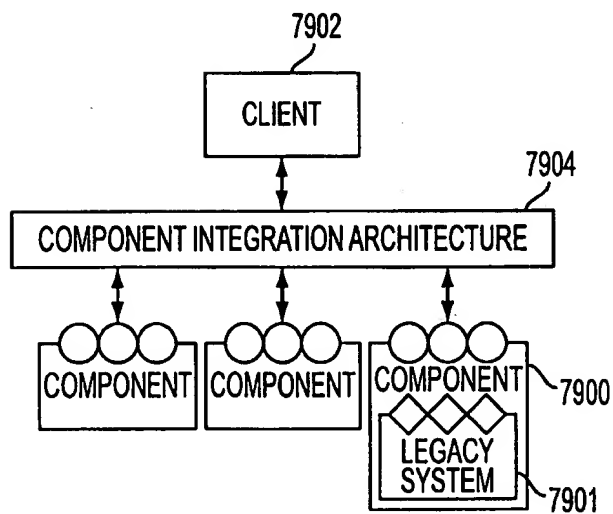 7902
CLIENT
7904
COMPONENT INTEGRATION ARCHITECTURE
COMPONENT
COMPONENT
COMPONENT
7900
LEGACY
SYSTEM
7901